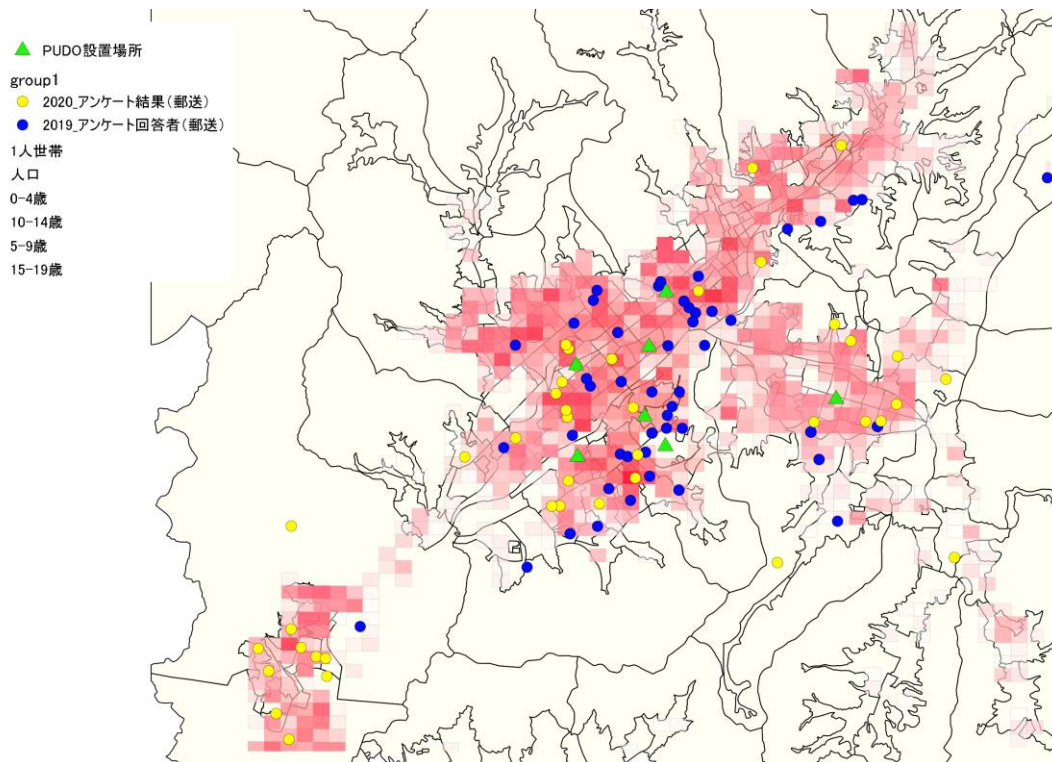 PUDO設置場所
group1
2020_アンケート結果(郵送)
2019_アンケート回答者(郵送)
1人世帯
人口
0-4歳
10-14歳
5-9歳
15-19歳